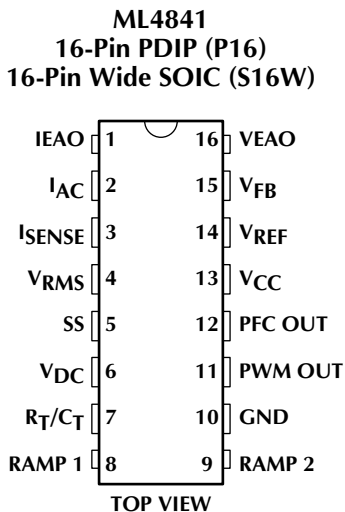 ML4841
16-Pin PDIP (P16)
16-Pin Wide SOIC (S16W)
IEAO 1 16 VEAO
IAC 2 15 VFB
ISENSE 3 14 VREF
VRMS 4 13 VCC
SS 5 12 PFC OUT
VDC 6 11 PWM OUT
RT/CT 7 10 GND
RAMP 1 8 9 RAMP 2
TOP VIEW